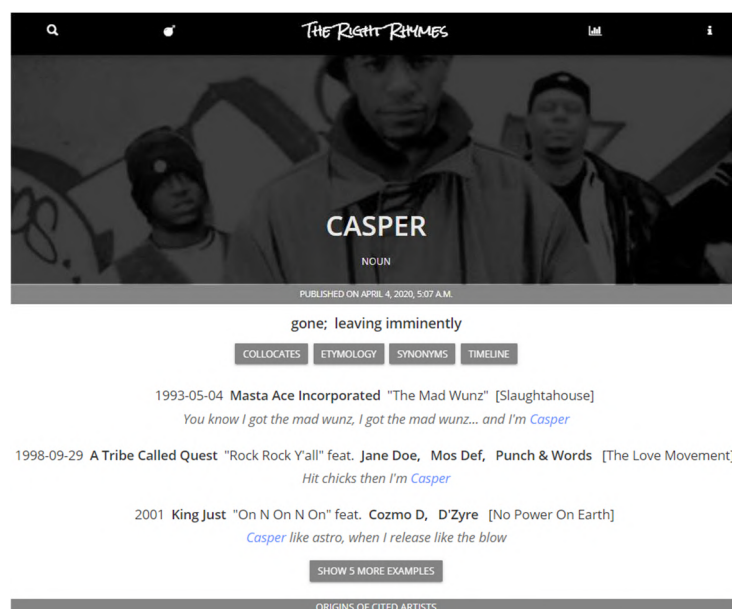 THE RIGHT RHYMES
CASPER
NOUN
PUBLISHED ON APRIL 4, 2020, 5:07 A.M.
gone; leaving imminently
COLLOCATES ETYMOLOGY SYNONYMS TIMELINE
1993-05-04 Masta Ace Incorporated "The Mad Wunz" [Slaughtahouse]
You know I got the mad wunz, I got the mad wunz... and I'm Casper
1998-09-29 A Tribe Called Quest "Rock Rock Y'all" feat. Jane Doe, Mos Def, Punch & Words [The Love Movement]
Hit chicks then I'm Casper
2001 King Just "On N On N On" feat. Cozmo D, D'Zyre [No Power On Earth]
Casper like astro, when I release like the blow
SHOW 5 MORE EXAMPLES
ORIGINS OF CITED ARTISTS